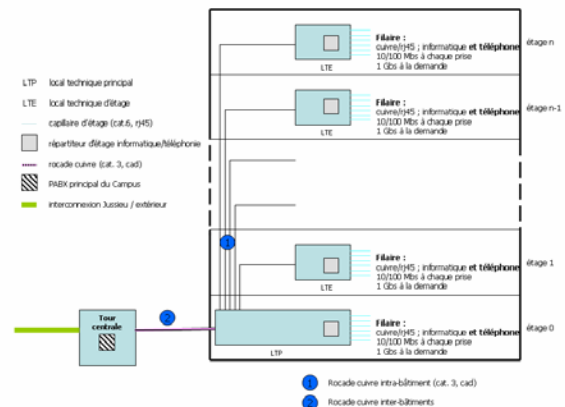 Filaire :
cuivre/rj45 ; informatique et téléphone
10/100 Mbs à chaque prise
1 Gbs à la demande
étage n
LTE
LTP local technique principal
LTE local technique d'étage
capillaire d'étage (cat.6, rj45)
répartiteur d'étage informatique/téléphonie
rocade cuivre (cat. 3, cad)
PABX principal du Campus
interconnexion Jussieu / extérieur
Filaire :
cuivre/rj45 ; informatique et téléphone
10/100 Mbs à chaque prise
1 Gbs à la demande
étage n-1
LTE
1
Filaire :
cuivre/rj45 ; informatique et téléphone
10/100 Mbs à chaque prise
1 Gbs à la demande
étage 1
LTE
Tour
centrale
2
Filaire :
cuivre/rj45 ; informatique et téléphone
10/100 Mbs à chaque prise
1 Gbs à la demande
étage 0
LTP
1 Rocade cuivre intra-bâtiment (cat. 3, cad)
2 Rocade cuivre inter-bâtiments